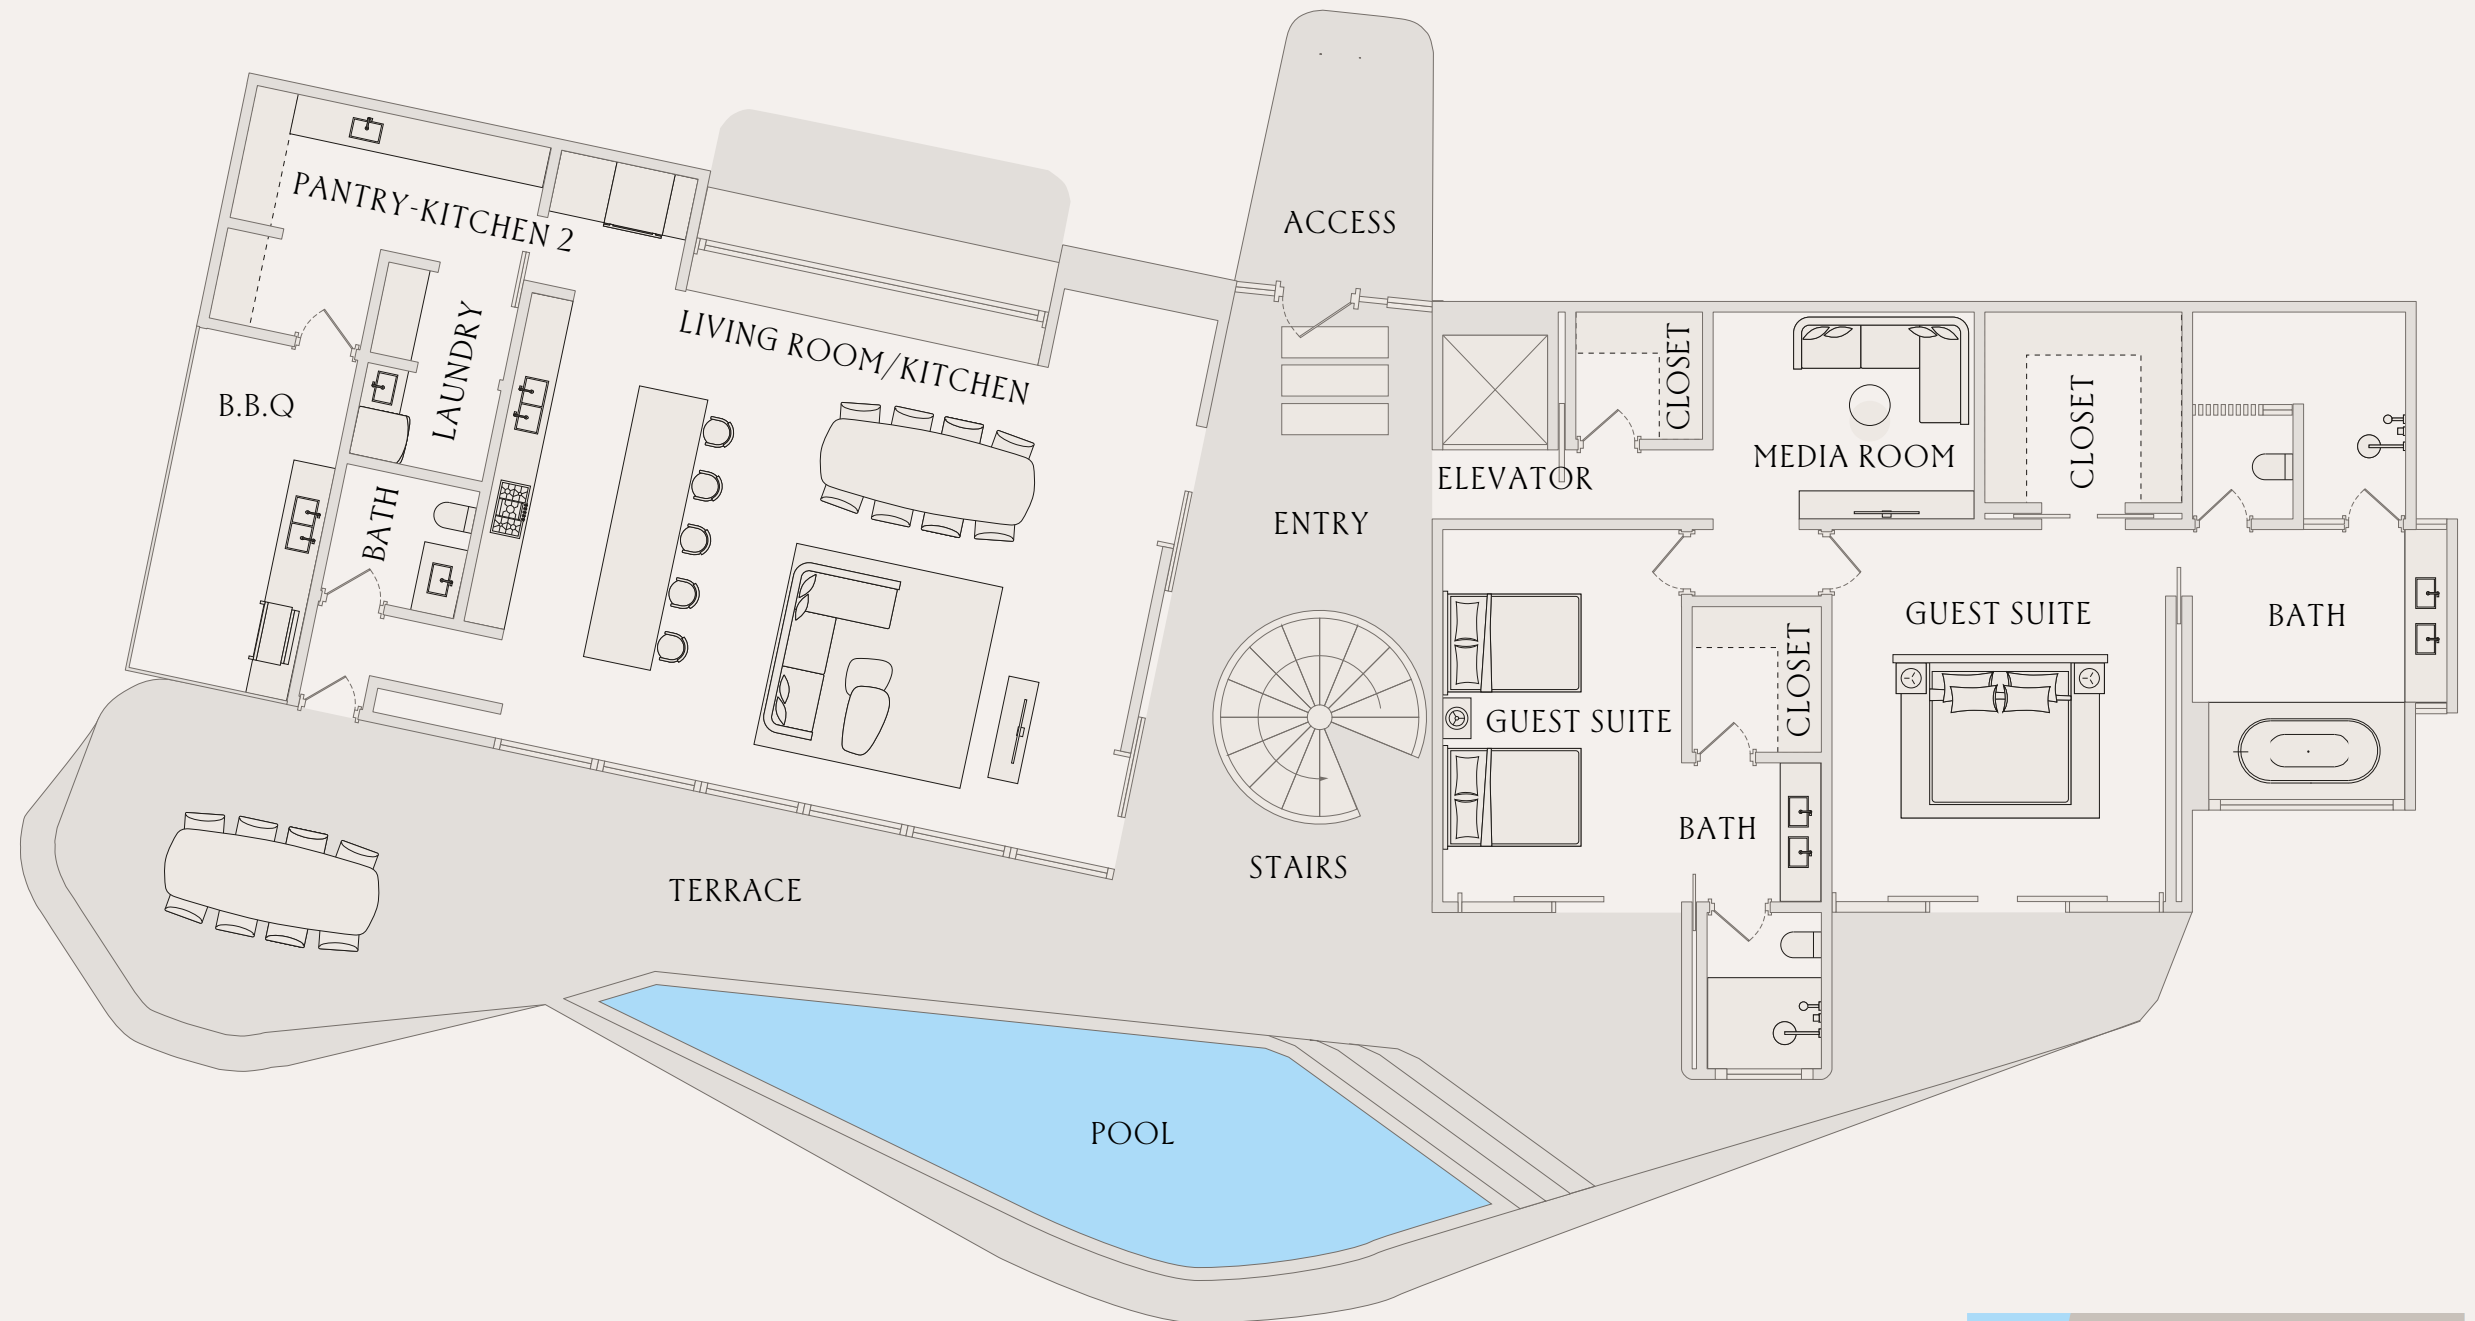 ACCESS
PANTRY-KITCHEN 2
LIVING ROOM/KITCHEN
LAUNDRY
B.B.Q
BATH
CLOSET
MEDIA ROOM
CLOSET
ELEVATOR
ENTRY
GUEST SUITE
BATH
CLOSET
GUEST SUITE
BATH
STAIRS
TERRACE
POOL